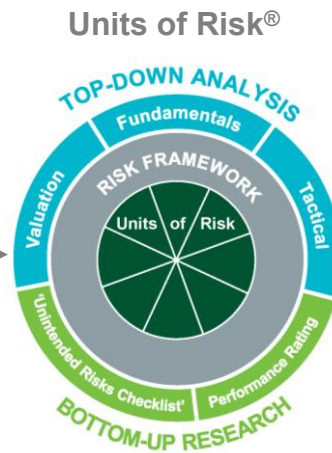 Units of Risk®
TOP-DOWN ANALYSIS
Fundamentals
Valuation
Tactical
RISK FRAMEWORK
Units of Risk
'Unintended Risks Checklist'
Performance Rating
BOTTOM-UP RESEARCH